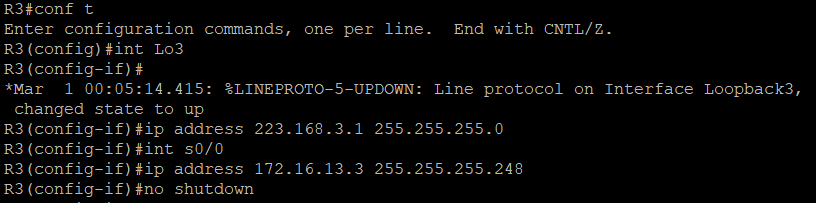 R3#conf t
Enter configuration commands, one per line.  End with CNTL/Z.
R3(config)#int Lo3
R3(config-if)#
*Mar  1 00:05:14.415: %LINEPROTO-5-UPDOWN: Line protocol on Interface Loopback3,
 changed state to up
R3(config-if)#ip address 223.168.3.1 255.255.255.0
R3(config-if)#int s0/0
R3(config-if)#ip address 172.16.13.3 255.255.255.248
R3(config-if)#no shutdown